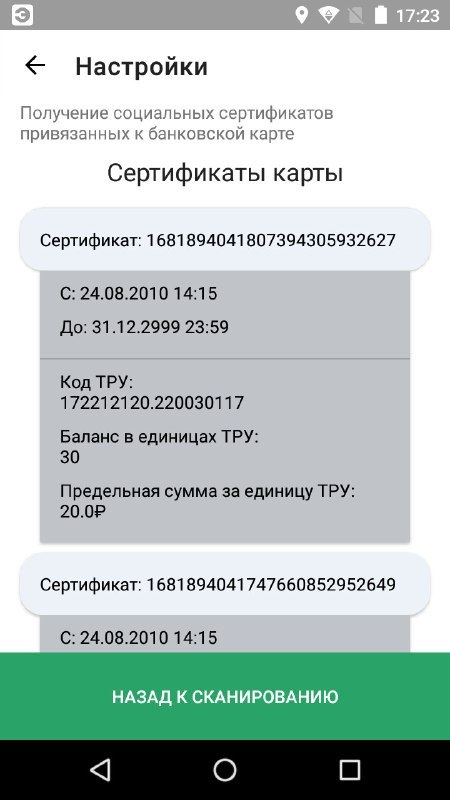 17:23
Настройки
Получение социальных сертификатов
привязанных к банковской карте
Сертификаты карты
Сертификат: 1681894041807394305932627
С: 24.08.2010 14:15
До: 31.12.2999 23:59
Код ТРУ:
172212120.220030117
Баланс в единицах ТРУ:
30
Предельная сумма за единицу ТРУ:
20.0₽
Сертификат: 1681894041747660852952649
С: 24.08.2010 14:15
НАЗАД К СКАНИРОВАНИЮ